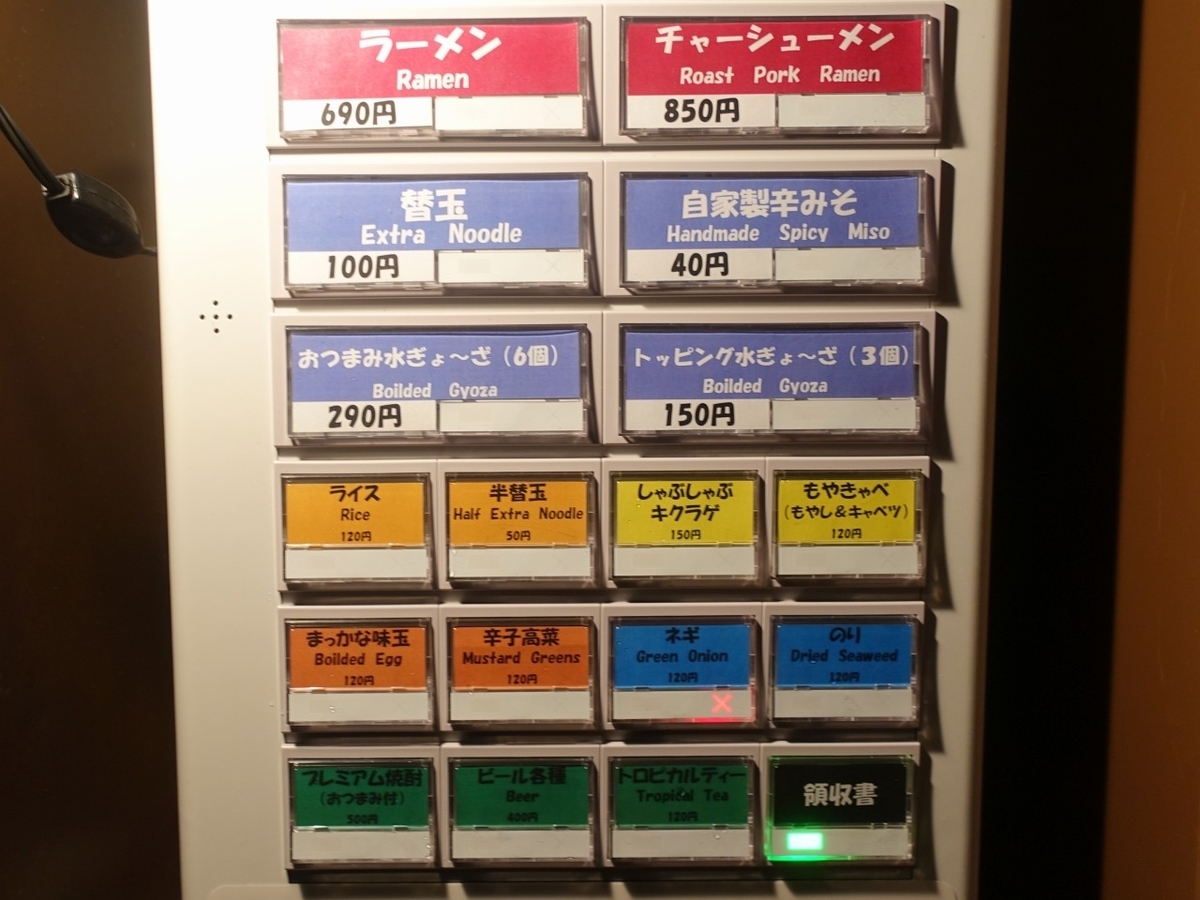 ラーメン
Ramen
690円
チャーシューメン
Roast Pork Ramen
850円
替玉
Extra Noodle
100円
自家製辛みそ
Handmade Spicy Miso
40円
おつまみ水ぎょ～ざ（6個）
Boilded Gyoza
290円
トッピング水ぎょ～ざ（3個）
Boilded Gyoza
150円
ライス
Rice
120円
半替玉
Half Extra Noodle
50円
しゃぶしゃぶ
キクラゲ
150円
もやきゃべ
（もやし＆キャベツ）
120円
まっかな味玉
Boilded Egg
120円
辛子高菜
Mustard Greens
120円
ネギ
Green Onion
120円
のり
Dried Seaweed
120円
プレミアム焼酎
（おつまみ付）
500円
ビール各種
Beer
400円
トロピカルティー
Tropical Tea
120円
領収書